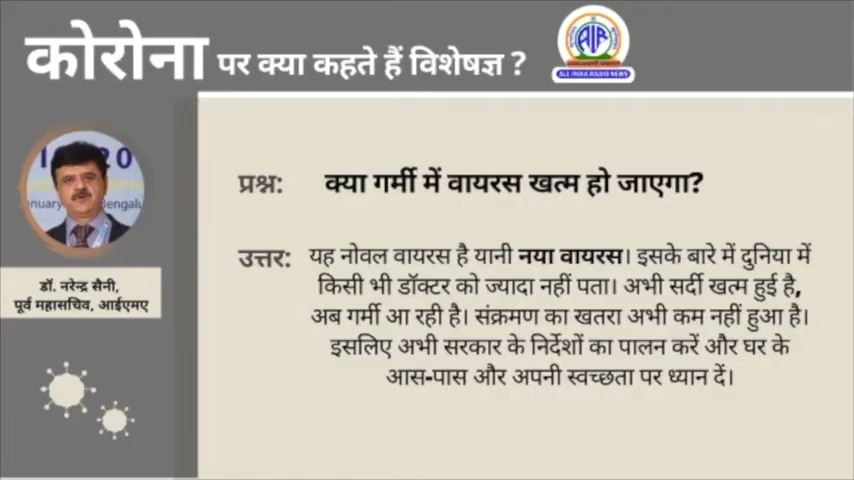 कोरोना पर क्या कहते हैं विशेषज्ञ ?
ALL INDIA RADIO NEWS
प्रश्न: क्या गर्मी में वायरस खत्म हो जाएगा?
उत्तर: यह नोवल वायरस है यानी नया वायरस। इसके बारे में दुनिया में
किसी भी डॉक्टर को ज्यादा नहीं पता। अभी सर्दी खत्म हुई है,
अब गर्मी आ रही है। संक्रमण का खतरा अभी कम नहीं हुआ है।
इसलिए अभी सरकार के निर्देशों का पालन करें और घर के
आस-पास और अपनी स्वच्छता पर ध्यान दें।
डॉ. नरेन्द्र सैनी,
पूर्व महासचिव, आईएमए